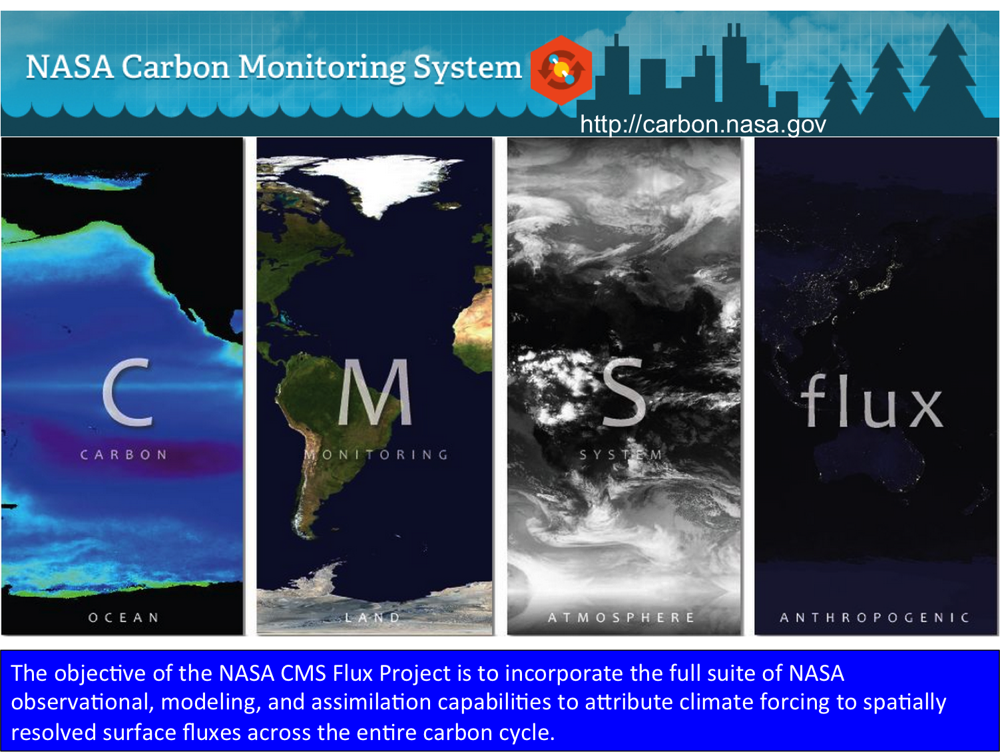 NASA Carbon Monitoring System
http://carbon.nasa.gov
C
CARBON
OCEAN
M
MONITORING
LAND
S
SYSTEM
ATMOSPHERE
flux
ANTHROPOGENIC
The objective of the NASA CMS Flux Project is to incorporate the full suite of NASA
observational, modeling, and assimilation capabilities to attribute climate forcing to spatially
resolved surface fluxes across the entire carbon cycle.